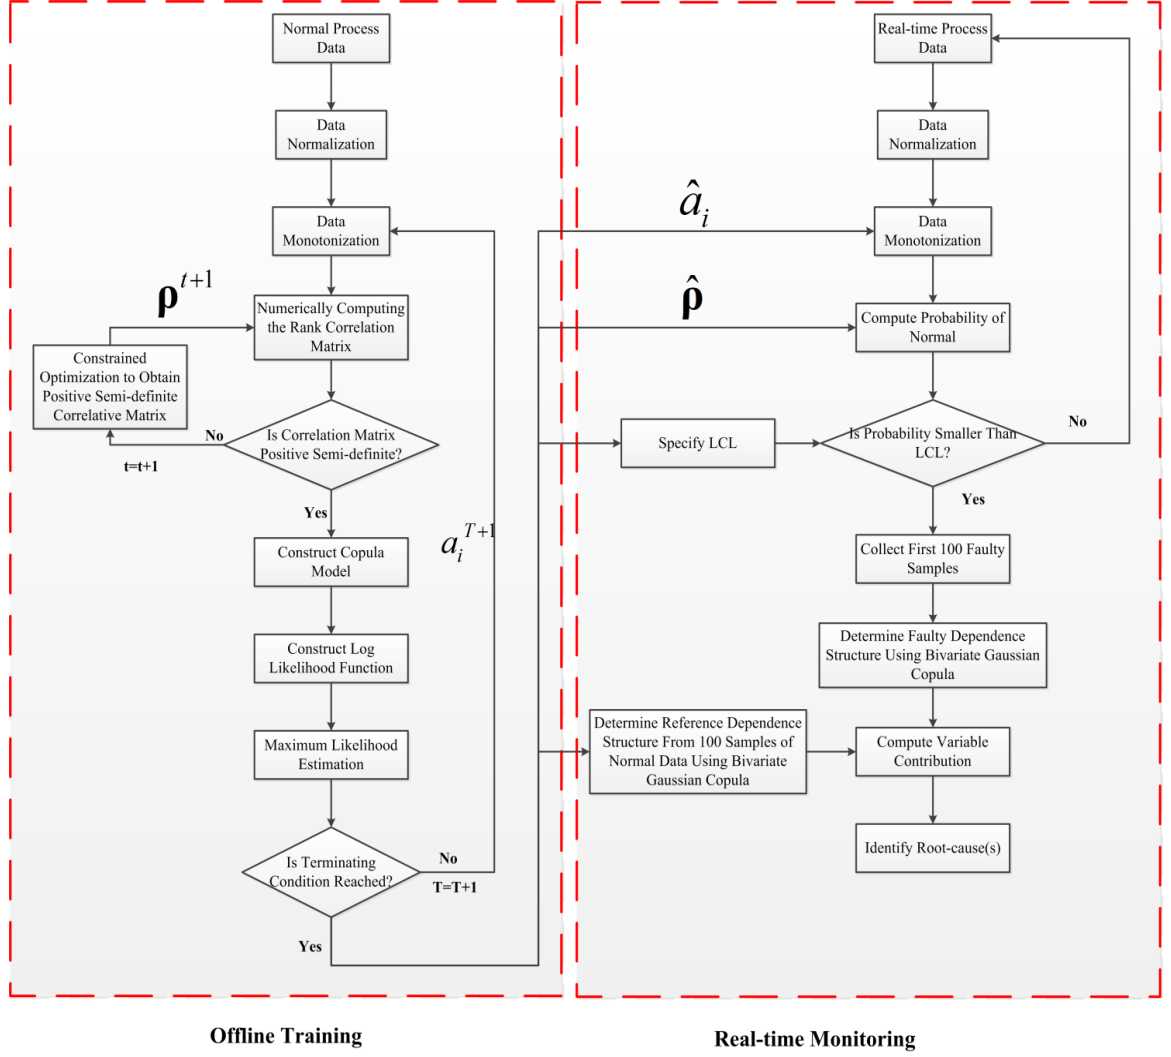 Normal Process
Data
Data
Normalization
Data
Monotonization
ρ^{t+1}
Numerically Computing
the Rank Correlation
Matrix
Constrained
Optimization to Obtain
Positive Semi-definite
Correlative Matrix
No
t=t+1
Is Correlation Matrix
Positive Semi-definite?
Yes
Construct Copula
Model
a_i^{T+1}
Construct Log
Likelihood Function
Maximum Likelihood
Estimation
Is Terminating
Condition Reached?
No
T=T+1
Yes
Offline Training
Real-time Process
Data
Data
Normalization
â_i
Data
Monotonization
ρ̂
Compute Probability of
Normal
Specify LCL
Is Probability Smaller Than
LCL?
No
Yes
Collect First 100 Faulty
Samples
Determine Faulty Dependence
Structure Using Bivariate Gaussian
Copula
Determine Reference Dependence
Structure From 100 Samples of
Normal Data Using Bivariate
Gaussian Copula
Compute Variable
Contribution
Identify Root-cause(s)
Real-time Monitoring